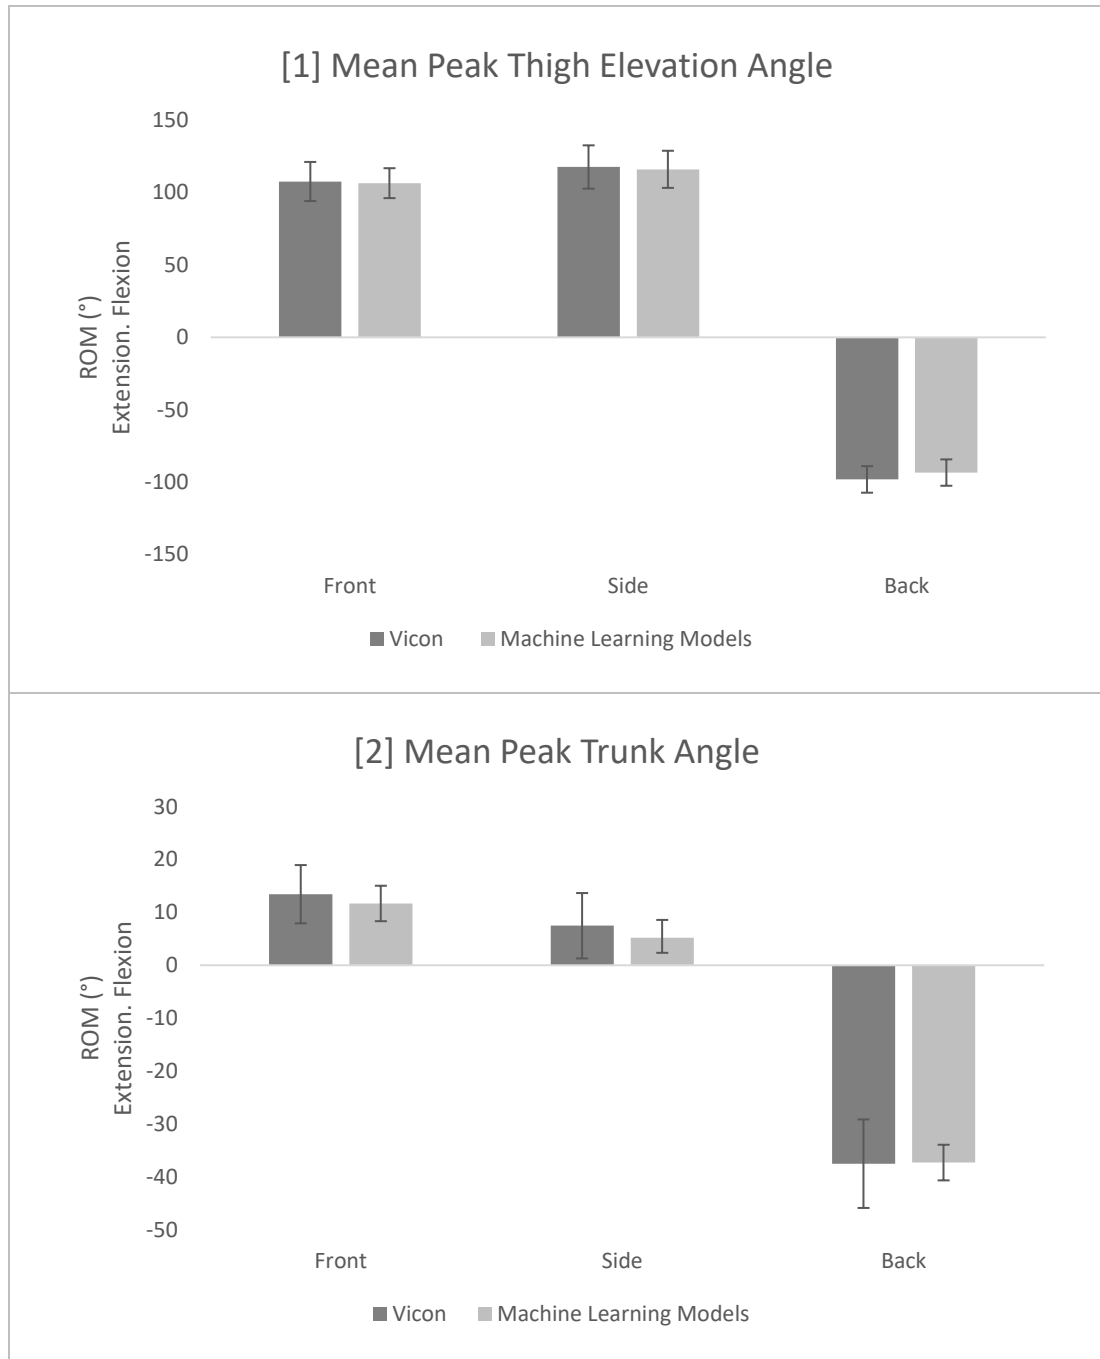 [1] Mean Peak Thigh Elevation Angle
150
100
50
0
-50
-100
-150
ROM (°)
Extension. Flexion
Front Side Back
Vicon Machine Learning Models
[2] Mean Peak Trunk Angle
30
20
10
0
-10
-20
-30
-40
-50
ROM (°)
Extension. Flexion
Front Side Back
Vicon Machine Learning Models